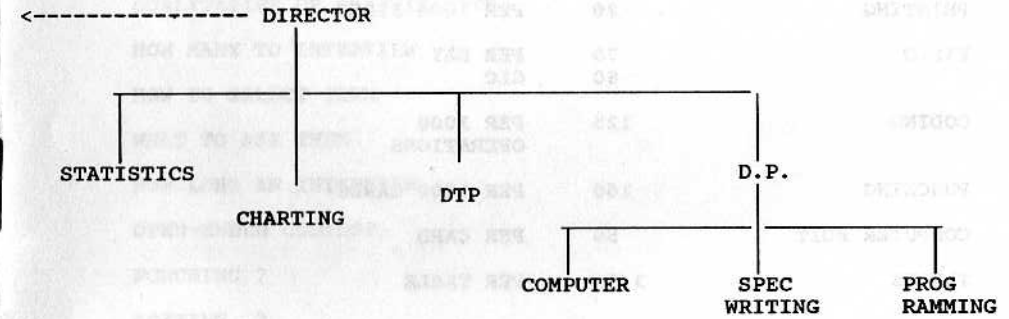 <---------------- DIRECTOR
STATISTICS
CHARTING
DTP
D.P.
COMPUTER
SPEC
WRITING
PROG
RAMMING